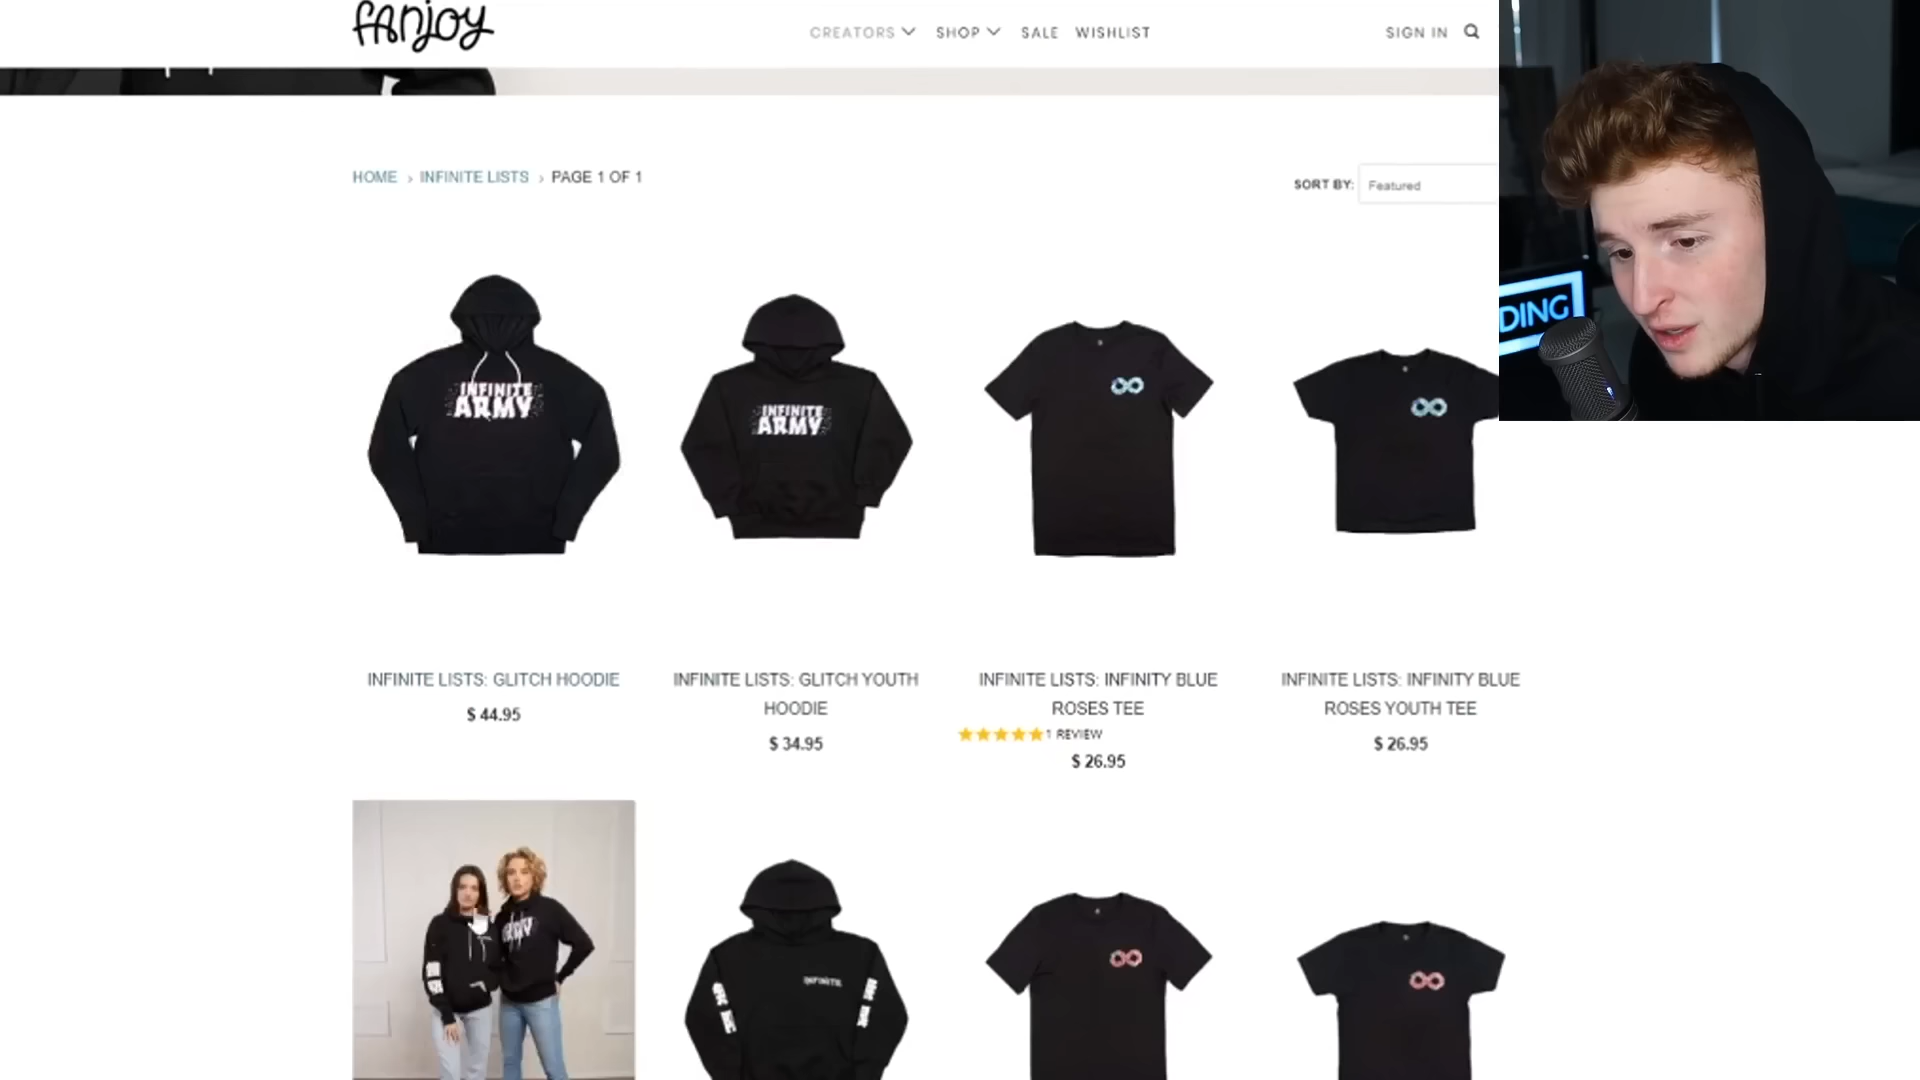 fanjoy
CREATORS SHOP SALE WISHLIST
SIGN IN
HOME › INFINITE LISTS › PAGE 1 OF 1
SORT BY: Featured
DING
INFINITE
ARMY
INFINITE
ARMY
INFINITE LISTS: GLITCH HOODIE
$ 44.95
INFINITE LISTS: GLITCH YOUTH
HOODIE
$ 34.95
INFINITE LISTS: INFINITY BLUE
ROSES TEE
1 REVIEW
$ 26.95
INFINITE LISTS: INFINITY BLUE
ROSES YOUTH TEE
$ 26.95
ARMY
INFINITE